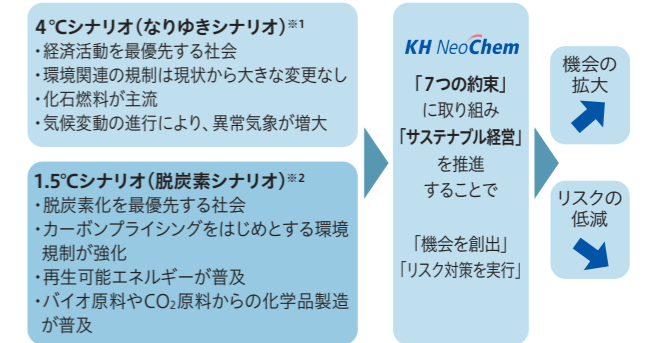 4℃シナリオ(なりゆきシナリオ)※1
・経済活動を最優先する社会
・環境関連の規制は現状から大きな変更なし
・化石燃料が主流
・気候変動の進行により、異常気象が増大
1.5℃シナリオ(脱炭素シナリオ)※2
・脱炭素化を最優先する社会
・カーボンプライシングをはじめとする環境
規制が強化
・再生可能エネルギーが普及
・バイオ原料やCO₂原料からの化学品製造
が普及
KH NeoChem
「7つの約束」
に取り組み
「サステナブル経営」
を推進
することで
「機会を創出」
「リスク対策を実行」
機会の
拡大
リスクの
低減